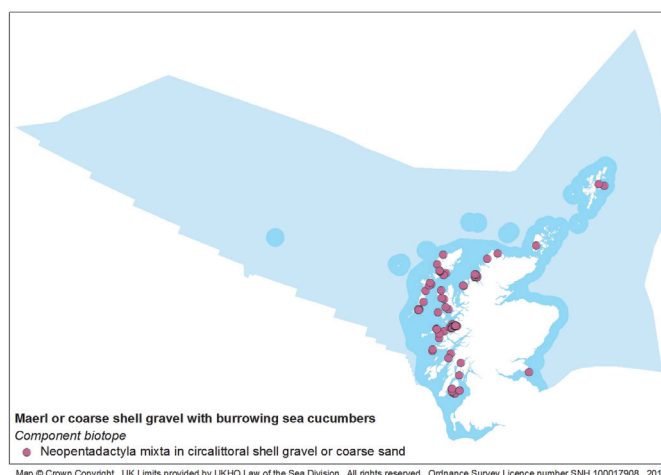 Maerl or coarse shell gravel with burrowing sea cucumbers
Component biotope
Neopentadactyla mixta in circalittoral shell gravel or coarse sand
Map © Crown Copyright. UK Limits provided by UKHO Law of the Sea Division. All rights reserved. Ordnance Survey Licence number SNH 100017908